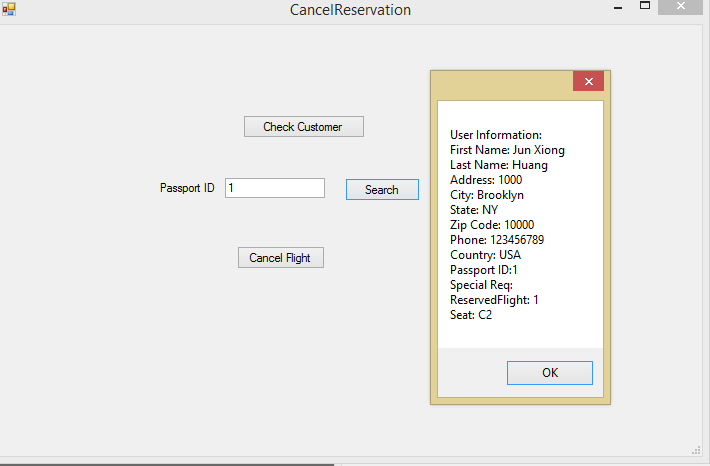 CancelReservation
Check Customer
Passport ID 1 Search
Cancel Flight
User Information:
First Name: Jun Xiong
Last Name: Huang
Address: 1000
City: Brooklyn
State: NY
Zip Code: 10000
Phone: 123456789
Country: USA
Passport ID:1
Special Req:
ReservedFlight: 1
Seat: C2
OK